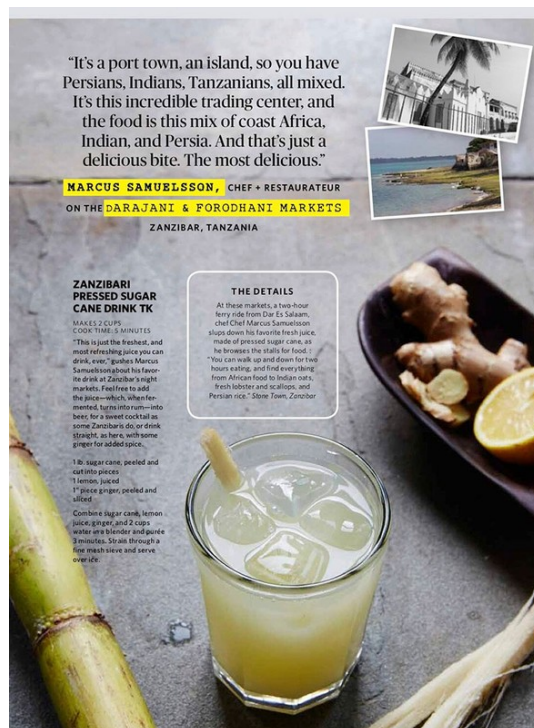 “It’s a port town, an island, so you have
Persians, Indians, Tanzanians, all mixed.
It’s this incredible trading center, and
the food is this mix of coast Africa,
Indian, and Persia. And that’s just a
delicious bite. The most delicious.”
MARCUS SAMUELSSON, CHEF + RESTAURATEUR
ON THE DARAJANI & FORODHANI MARKETS
ZANZIBAR, TANZANIA
ZANZIBARI
PRESSED SUGAR
CANE DRINK TK
MAKES 2 CUPS
COOK TIME: 5 MINUTES
“This is just the freshest, and
most refreshing juice you can
drink, ever,” gushes Marcus
Samuelsson about his favor-
ite drink at Zanzibar’s night
markets. Feel free to add
the juice—which, when fer-
mented, turns into rum—into
beer, for a sweet cocktail as
some Zanzibaris do, or drink
straight, as here, with some
ginger for added spice.
1 lb. sugar cane, peeled and
cut into pieces
1 lemon, juiced
1" piece ginger, peeled and
sliced
Combine sugar cane, lemon
juice, ginger, and 2 cups
water in a blender and purée
3 minutes. Strain through a
fine mesh sieve and serve
over ice.
THE DETAILS
At these markets, a two-hour
ferry ride from Dar Es Salaam,
chef Chef Marcus Samuelsson
slups down his favorite fresh juice,
made of pressed sugar cane, as
he browses the stalls for food.
“You can walk up and down for two
hours eating, and find everything
from African food to Indian oats,
fresh lobster and scallops, and
Persian rice.” Stone Town, Zanzibar